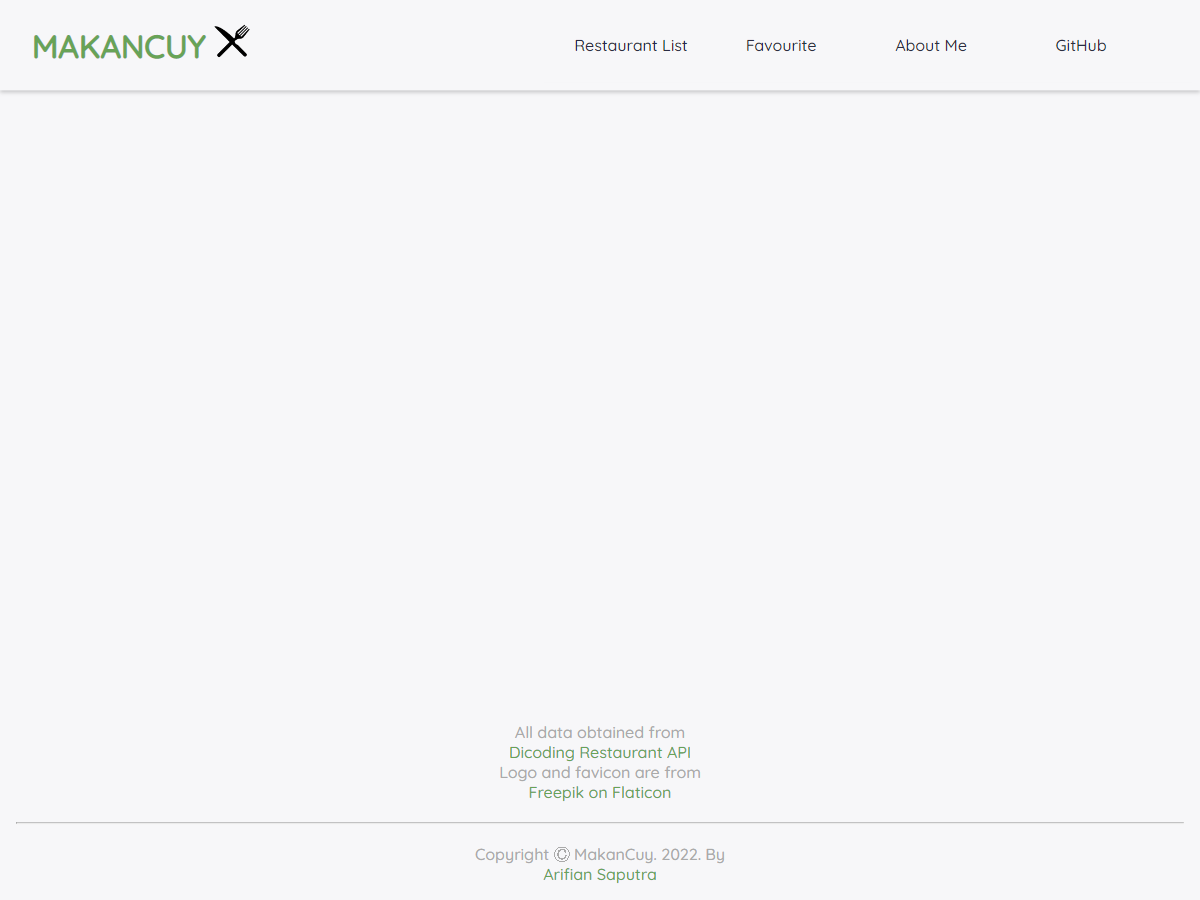 MAKANCUY
Restaurant List
Favourite
About Me
GitHub
All data obtained from
Dicoding Restaurant API
Logo and favicon are from
Freepik on Flaticon
Copyright © MakanCuy. 2022. By
Arifian Saputra